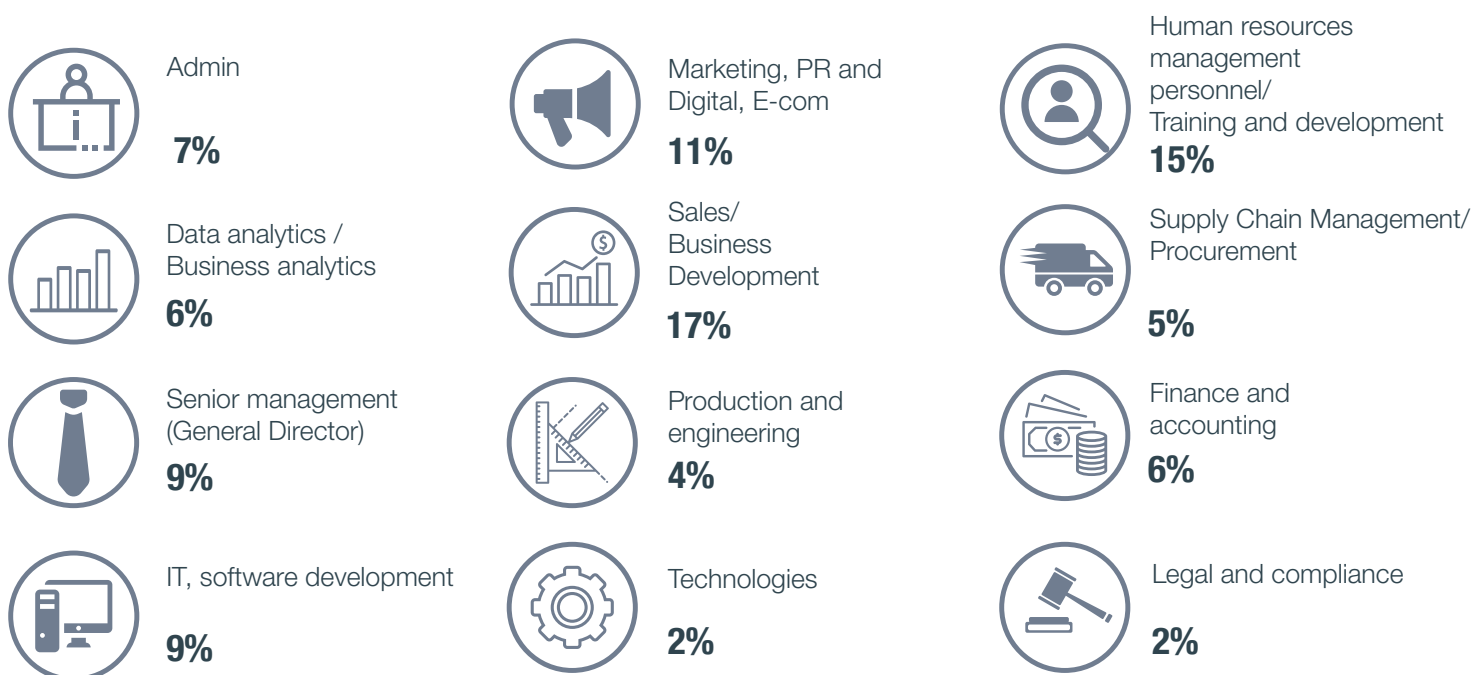 Admin
7%
Marketing, PR and
Digital, E-com
11%
Human resources
management
personnel/
Training and development
15%
Data analytics /
Business analytics
6%
Sales/
Business
Development
17%
Supply Chain Management/
Procurement
5%
Senior management
(General Director)
9%
Production and
engineering
4%
Finance and
accounting
6%
IT, software development
9%
Technologies
2%
Legal and compliance
2%